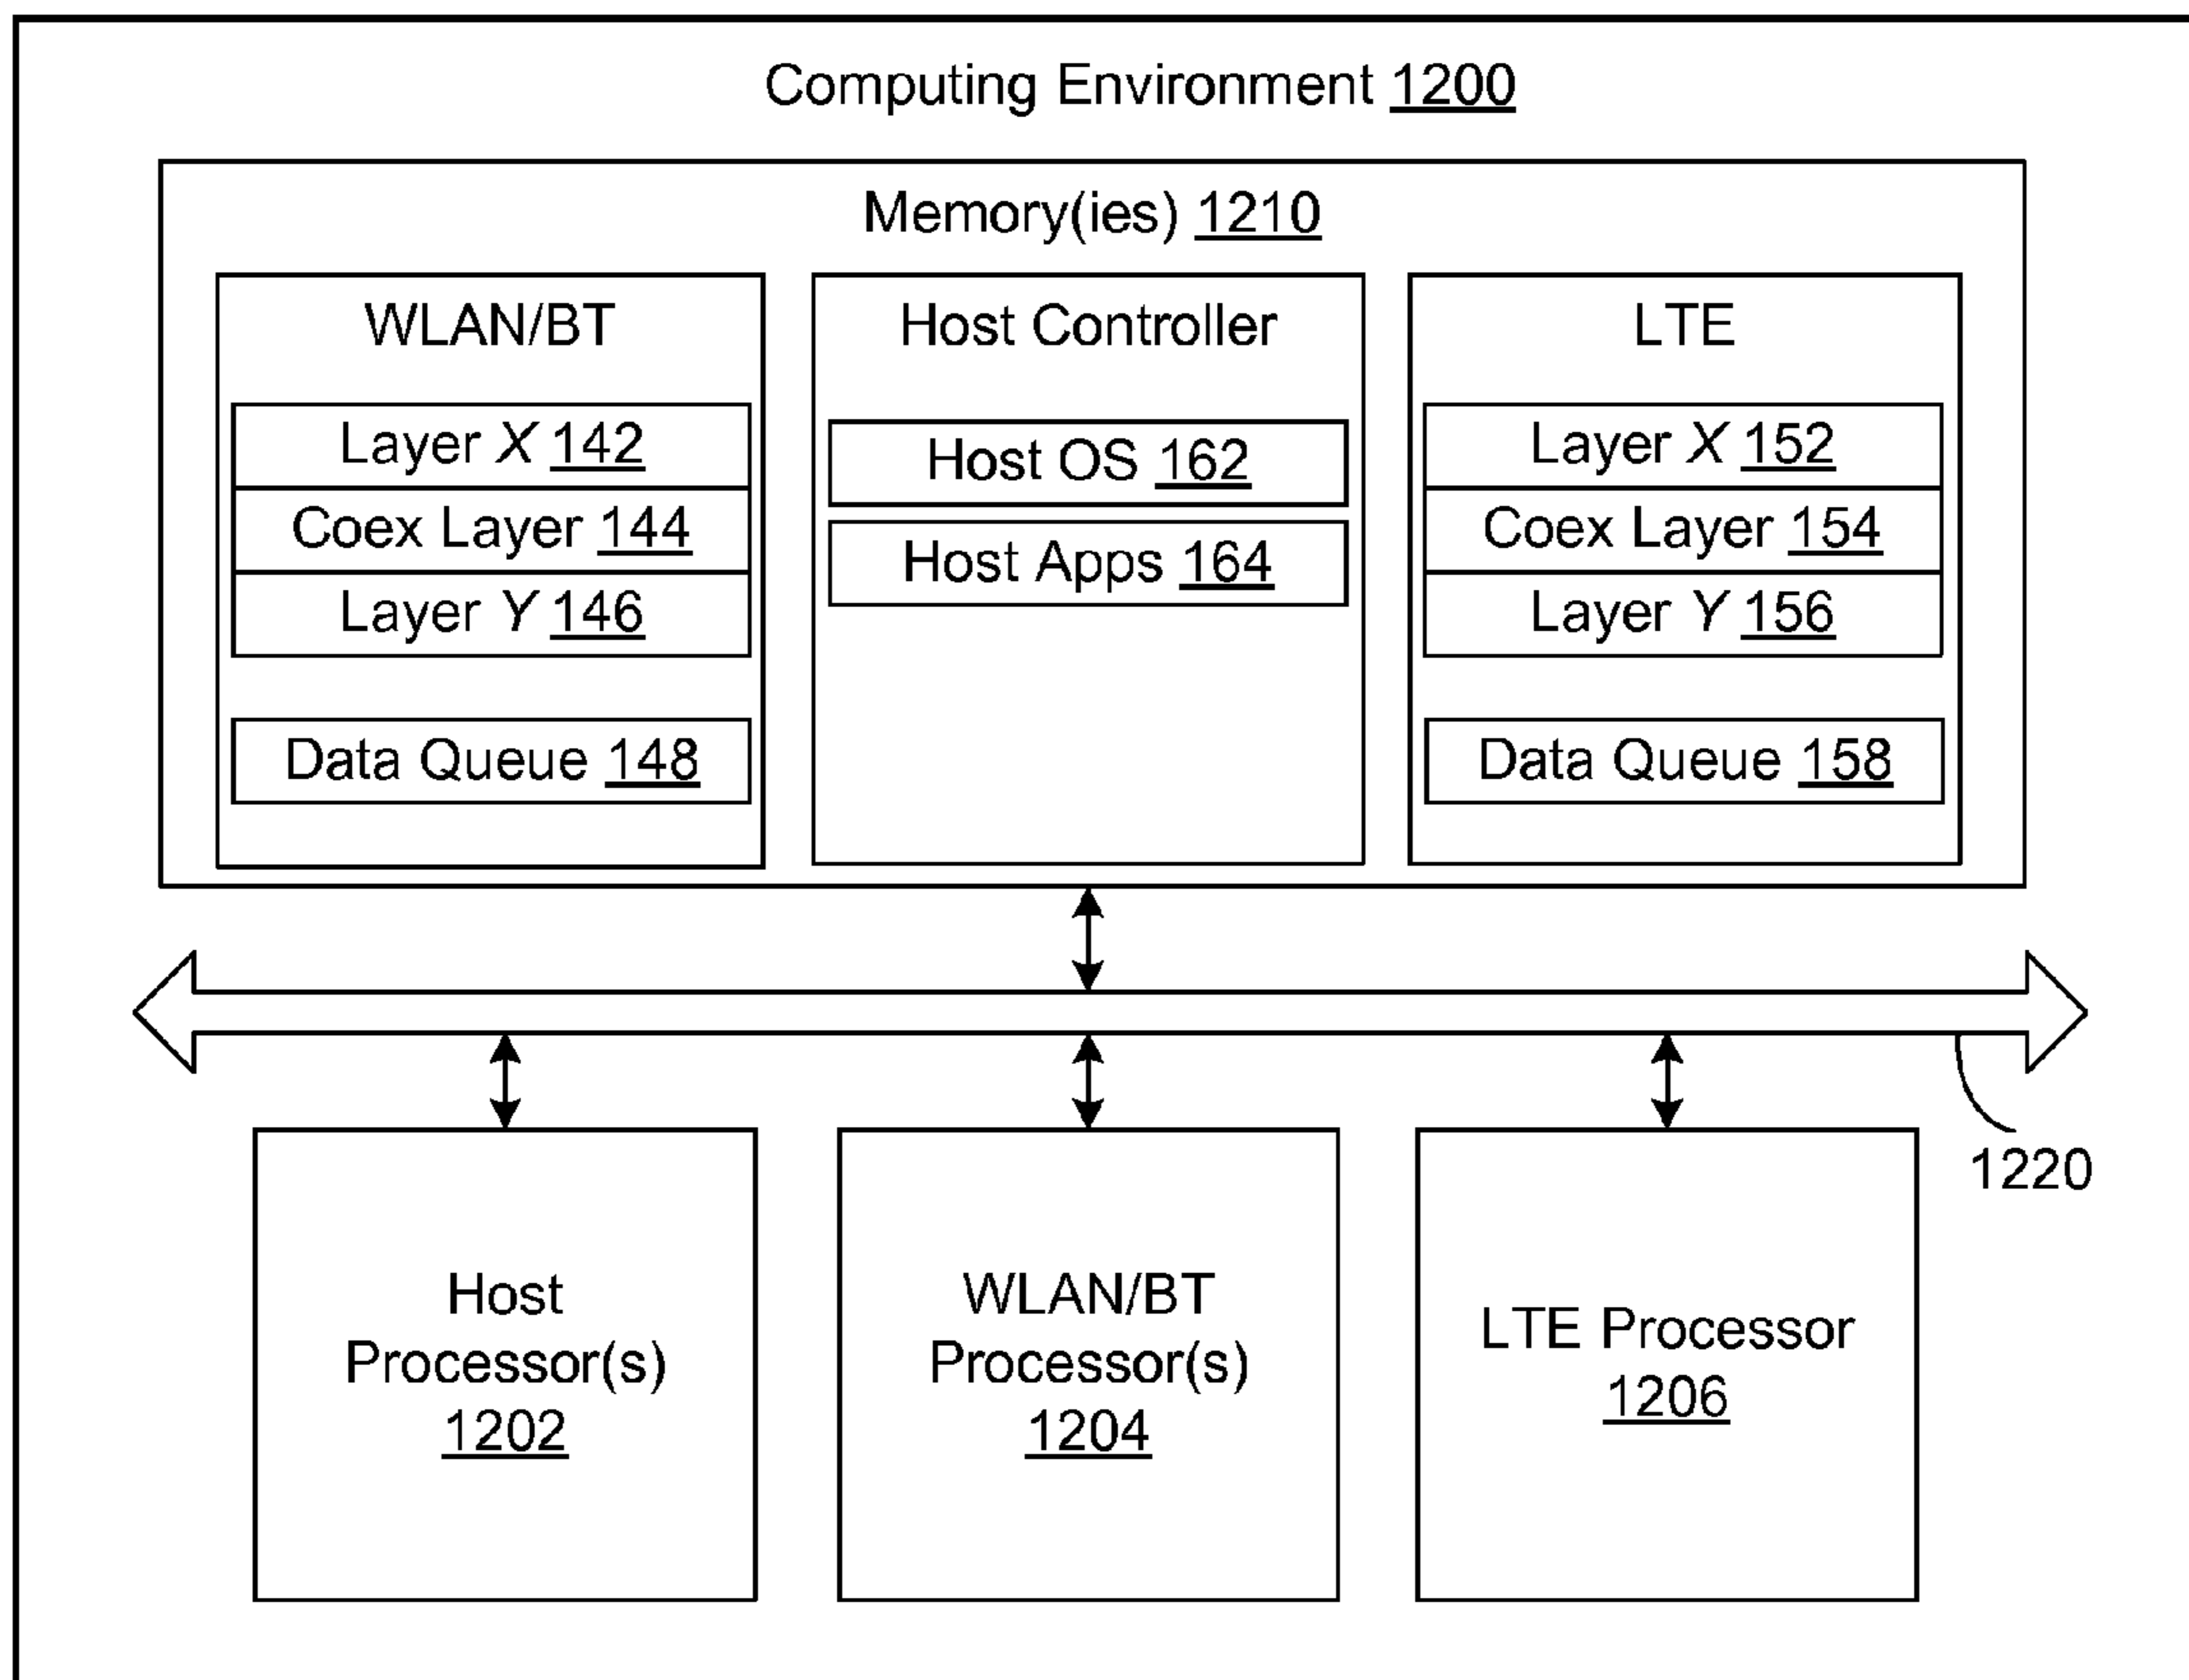 Computing Environment 1200
Memory(ies) 1210
WLAN/BT
Layer X 142
Coex Layer 144
Layer Y 146
Data Queue 148
Host Controller
Host OS 162
Host Apps 164
LTE
Layer X 152
Coex Layer 154
Layer Y 156
Data Queue 158
1220
Host
Processor(s)
1202
WLAN/BT
Processor(s)
1204
LTE Processor
1206